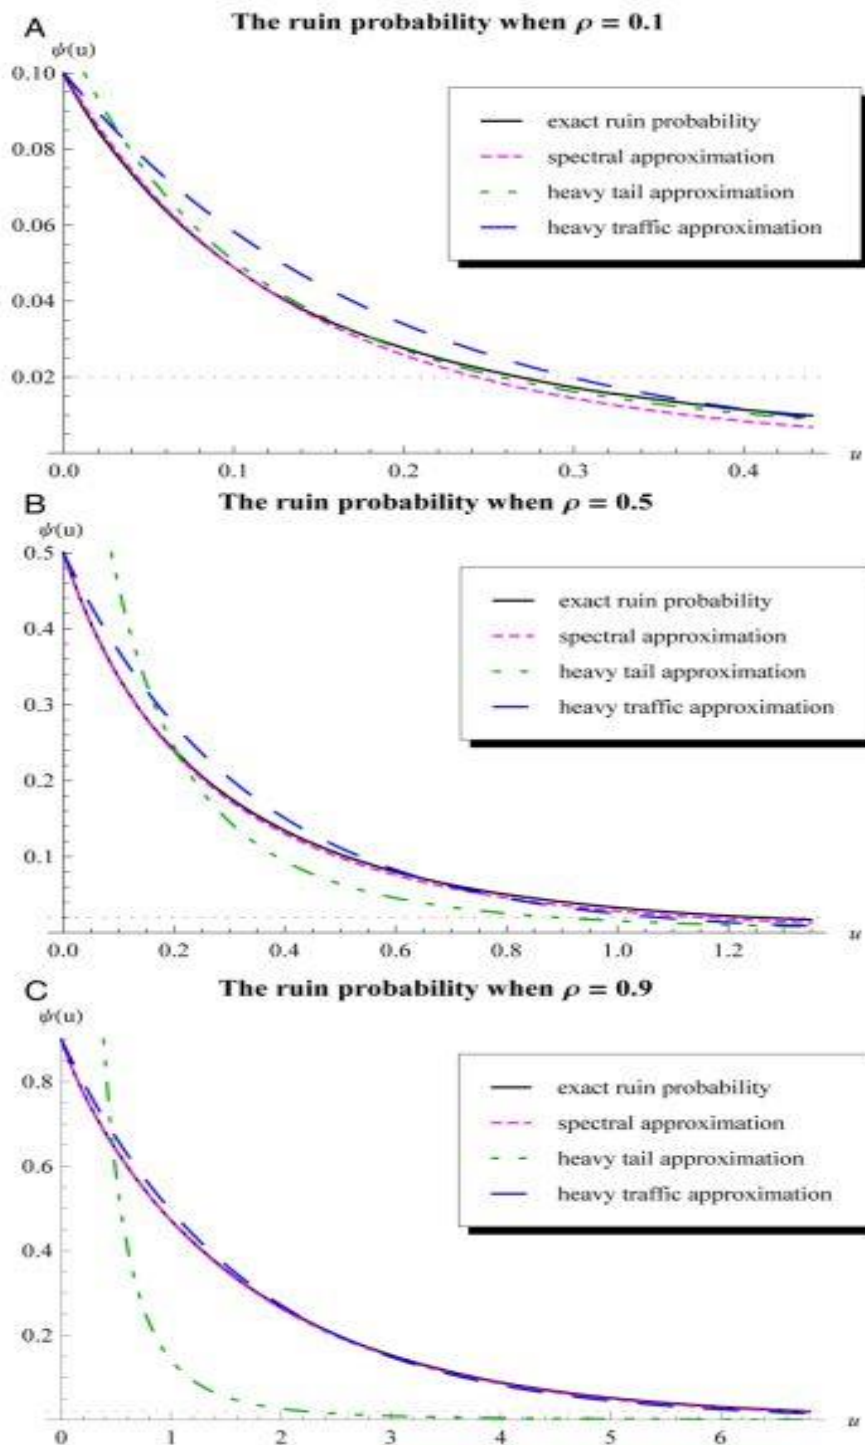 A
The ruin probability when ρ = 0.1
ψ(u)
0.10
0.08
0.06
0.04
0.02
0.0 0.1 0.2 0.3 0.4 u
exact ruin probability
spectral approximation
heavy tail approximation
heavy traffic approximation
B
The ruin probability when ρ = 0.5
ψ(u)
0.5
0.4
0.3
0.2
0.1
0.0 0.2 0.4 0.6 0.8 1.0 1.2 u
exact ruin probability
spectral approximation
heavy tail approximation
heavy traffic approximation
C
The ruin probability when ρ = 0.9
ψ(u)
0.8
0.6
0.4
0.2
0 1 2 3 4 5 6 u
exact ruin probability
spectral approximation
heavy tail approximation
heavy traffic approximation